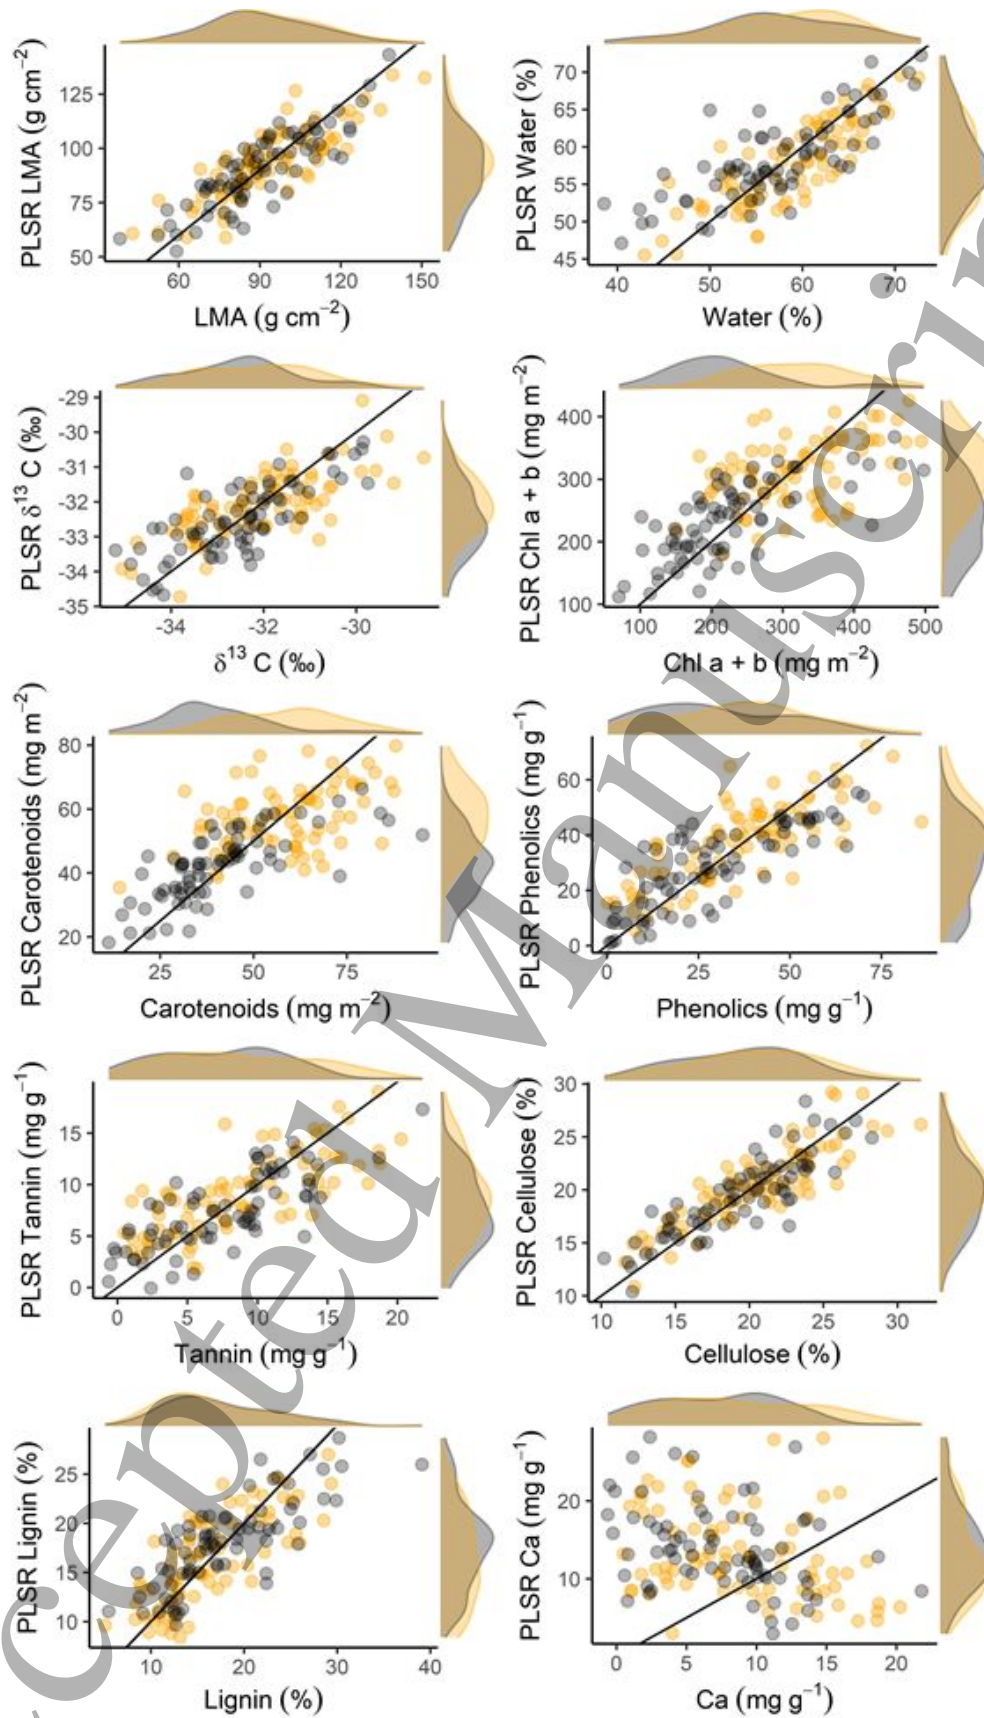 PLSR LMA (g cm⁻²)
125
100
75
50
60 90 120 150
LMA (g cm⁻²)
PLSR Water (%)
70
65
60
55
50
45
40 50 60 70
Water (%)
PLSR δ¹³ C (‰)
-29
-30
-31
-32
-33
-34
-35
-34 -32 -30
δ¹³ C (‰)
PLSR Chl a + b (mg m⁻²)
400
300
200
100
100 200 300 400 500
Chl a + b (mg m⁻²)
PLSR Carotenoids (mg m⁻²)
80
60
40
20
25 50 75
Carotenoids (mg m⁻²)
PLSR Phenolics (mg g⁻¹)
60
40
20
0
0 25 50 75
Phenolics (mg g⁻¹)
PLSR Tannin (mg g⁻¹)
15
10
5
0
0 5 10 15 20
Tannin (mg g⁻¹)
PLSR Cellulose (%)
30
25
20
15
10
10 15 20 25 30
Cellulose (%)
PLSR Lignin (%)
25
20
15
10
10 20 30 40
Lignin (%)
PLSR Ca (mg g⁻¹)
20
10
0 5 10 15 20
Ca (mg g⁻¹)
cepted Manuscrip